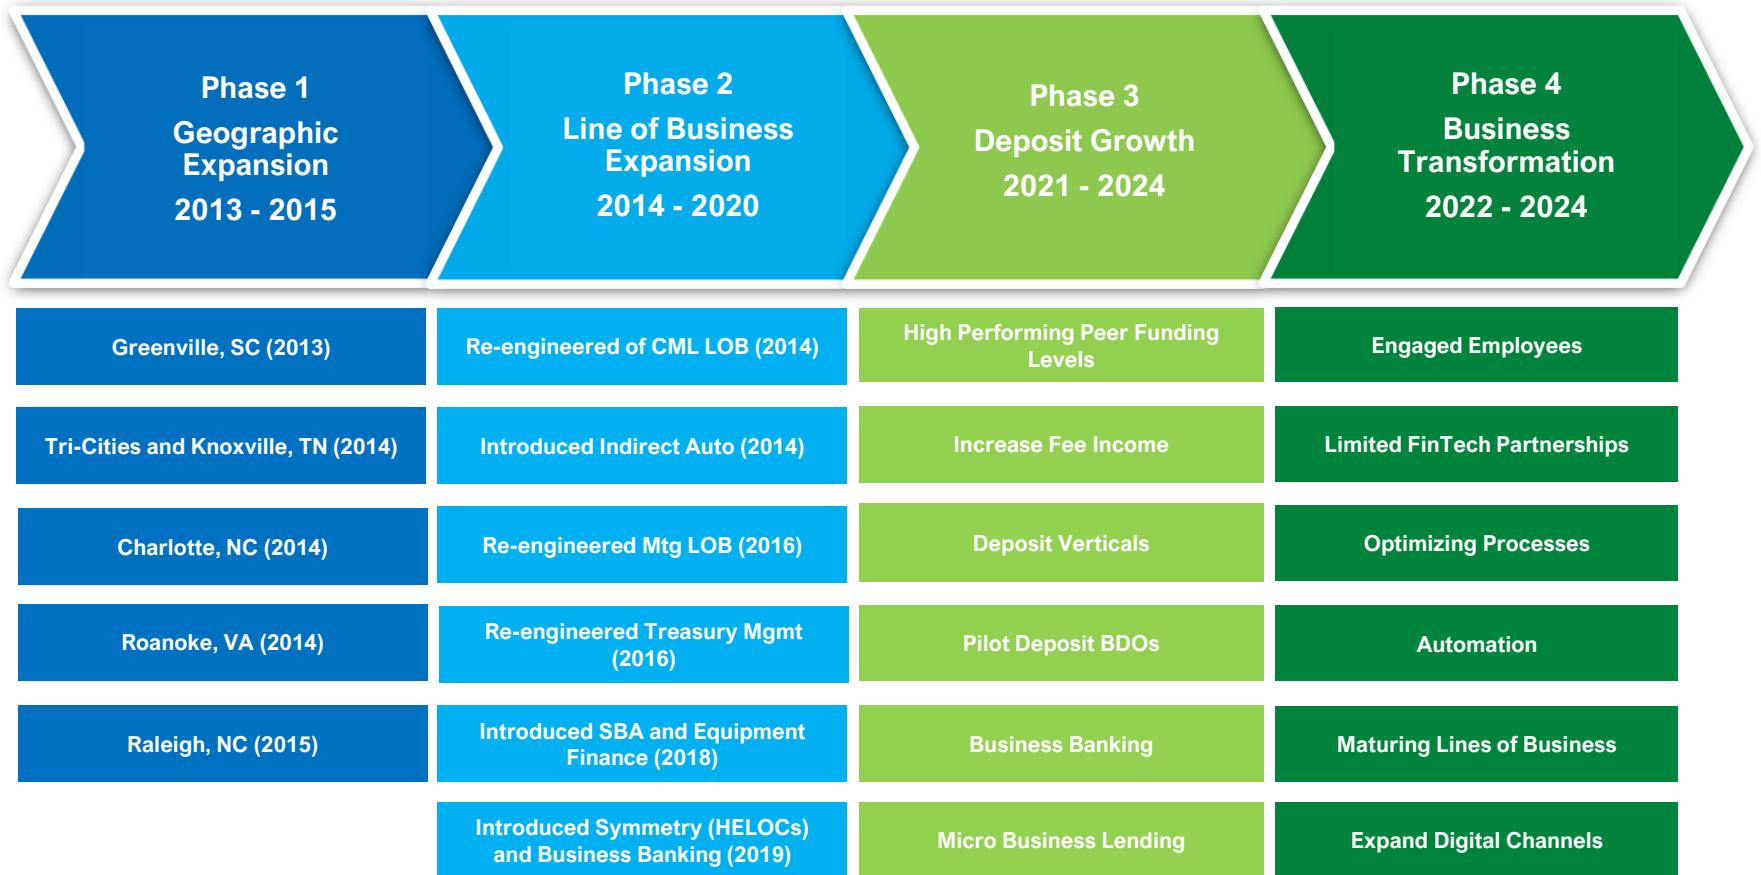 Phase 1
Geographic
Expansion
2013 - 2015
Phase 2
Line of Business
Expansion
2014 - 2020
Phase 3
Deposit Growth
2021 - 2024
Phase 4
Business
Transformation
2022 - 2024
Greenville, SC (2013)
Tri-Cities and Knoxville, TN (2014)
Charlotte, NC (2014)
Roanoke, VA (2014)
Raleigh, NC (2015)
Re-engineered of CML LOB (2014)
Introduced Indirect Auto (2014)
Re-engineered Mtg LOB (2016)
Re-engineered Treasury Mgmt
(2016)
Introduced SBA and Equipment
Finance (2018)
Introduced Symmetry (HELOCs)
and Business Banking (2019)
High Performing Peer Funding
Levels
Increase Fee Income
Deposit Verticals
Pilot Deposit BDOs
Business Banking
Micro Business Lending
Engaged Employees
Limited FinTech Partnerships
Optimizing Processes
Automation
Maturing Lines of Business
Expand Digital Channels